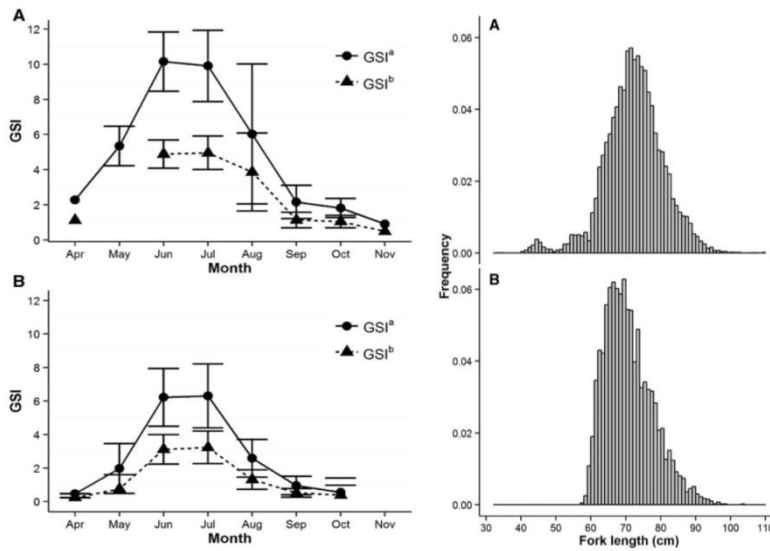 A
12
10
8
6
4
2
0
GSI
GSIᵃ
GSIᵇ
Apr May Jun Jul Aug Sep Oct Nov
Month
B
12
10
8
6
4
2
0
GSI
GSIᵃ
GSIᵇ
Apr May Jun Jul Aug Sep Oct Nov
Month
A
0.06
0.04
0.02
0.00
Frequency
B
0.06
0.04
0.02
0.00
30 40 50 60 70 80 90 100 110
Fork length (cm)